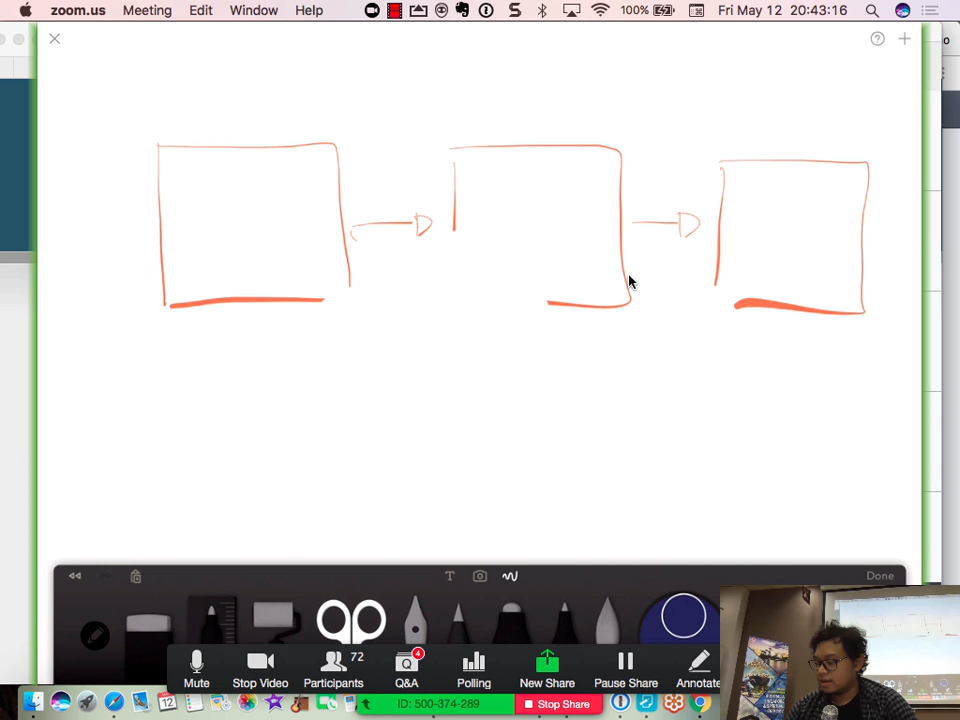 zoom.us Meeting Edit Window Help 100% Fri May 12 20:43:16
T Done
72 4
Mute Stop Video Participants Q&A Polling New Share Pause Share Annotate
12 ID: 500-374-289 Stop Share